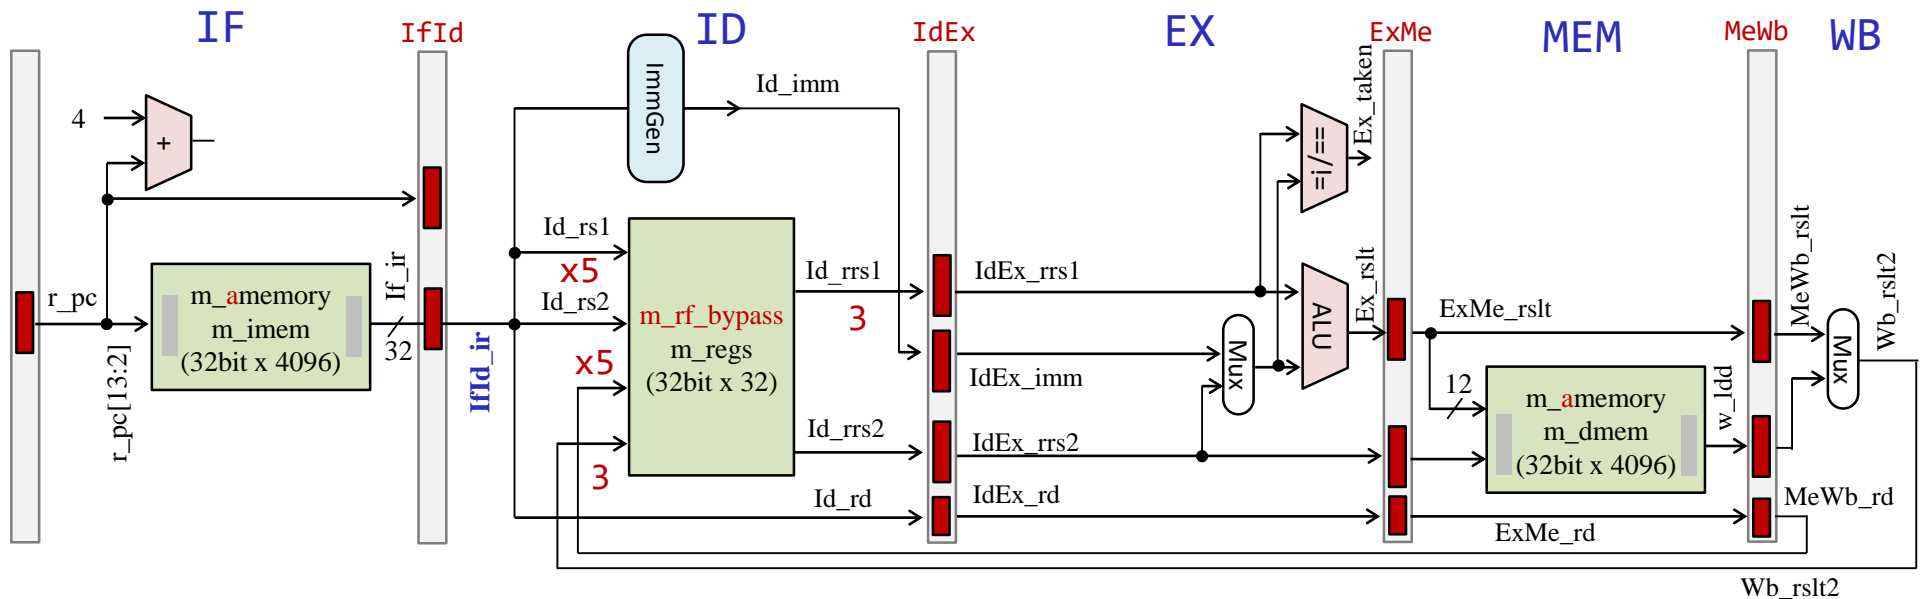 IF
IfId
ID
IdEx
EX
ExMe
MEM
MeWb
WB
4
+
ImmGen
Id_imm
==/!=
Ex_taken
r_pc
r_pc[13:2]
m_amemory
m_imem
(32bit x 4096)
If_ir
32
IfId_ir
Id_rs1
x5
Id_rs2
x5
3
m_rf_bypass
m_regs
(32bit x 32)
Id_rrs1
3
Id_rrs2
Id_rd
IdEx_rrs1
IdEx_imm
IdEx_rrs2
IdEx_rd
Mux
ALU
Ex_rslt
ExMe_rslt
12
m_amemory
m_dmem
(32bit x 4096)
w_ldd
ExMe_rd
MeWb_rslt
Mux
Wb_rslt2
MeWb_rd
Wb_rslt2